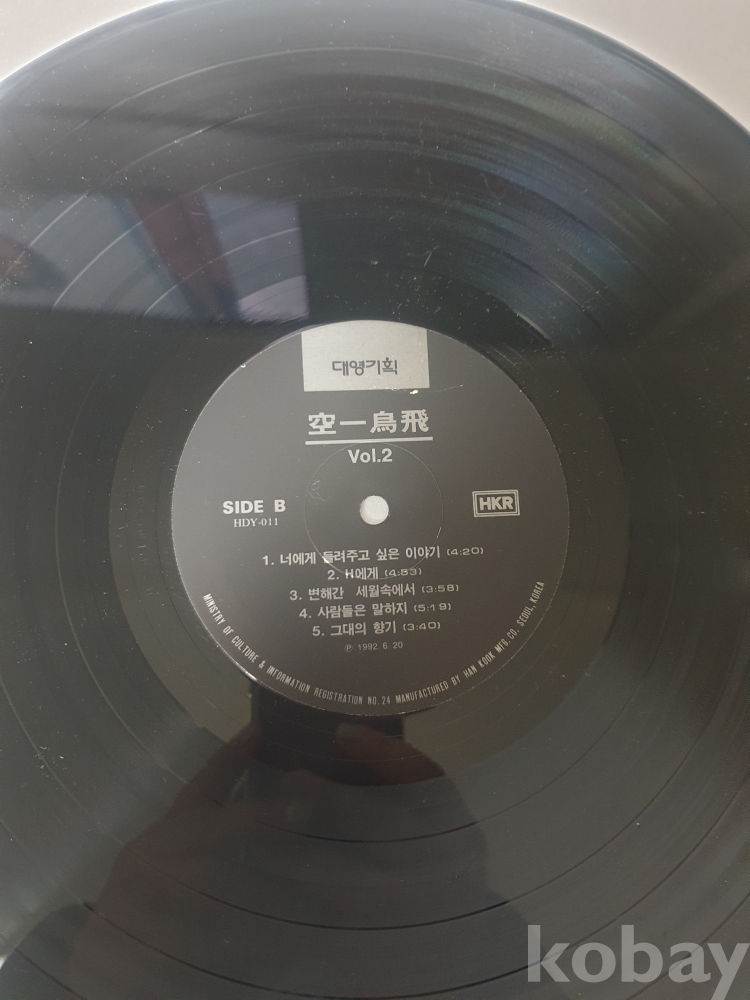 대영기획
空一鳥飛
Vol.2
SIDE B
HDY-011
HKR
1. 너에게 들려주고 싶은 이야기 (4:20)
2. H에게 (4:53)
3. 변해간 세월속에서 (3:58)
4. 사람들은 말하지 (5:19)
5. 그대의 향기 (3:40)
Ⓟ 1992. 6. 20
MINISTRY OF CULTURE & INFORMATION REGISTRATION NO. 24 MANUFACTURED BY HAN KOOK MFG. CO. SEOUL, KOREA
kobay